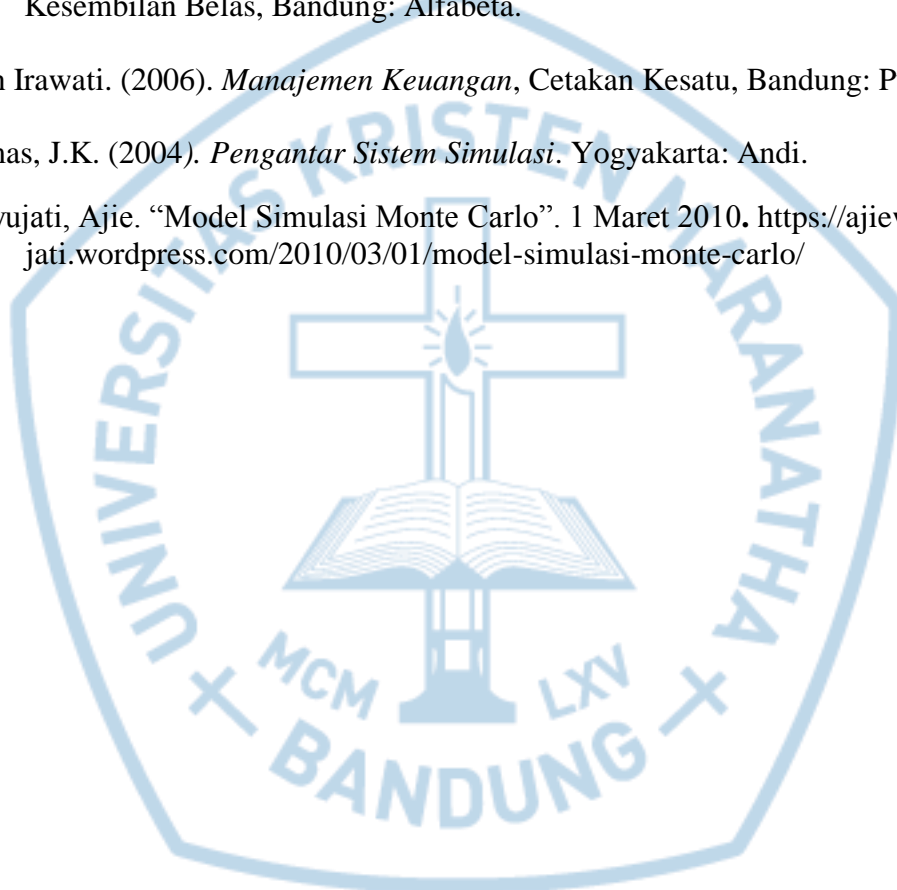 Kesembilan Belas, Bandung: Alfabeta.
n Irawati. (2006). Manajemen Keuangan, Cetakan Kesatu, Bandung: P
nas, J.K. (2004). Pengantar Sistem Simulasi. Yogyakarta: Andi.
yujati, Ajie. “Model Simulasi Monte Carlo”. 1 Maret 2010. https://ajiew
jati.wordpress.com/2010/03/01/model-simulasi-monte-carlo/
UNIVERSITAS KRISTEN MARANATHA
MCM LXV
BANDUNG